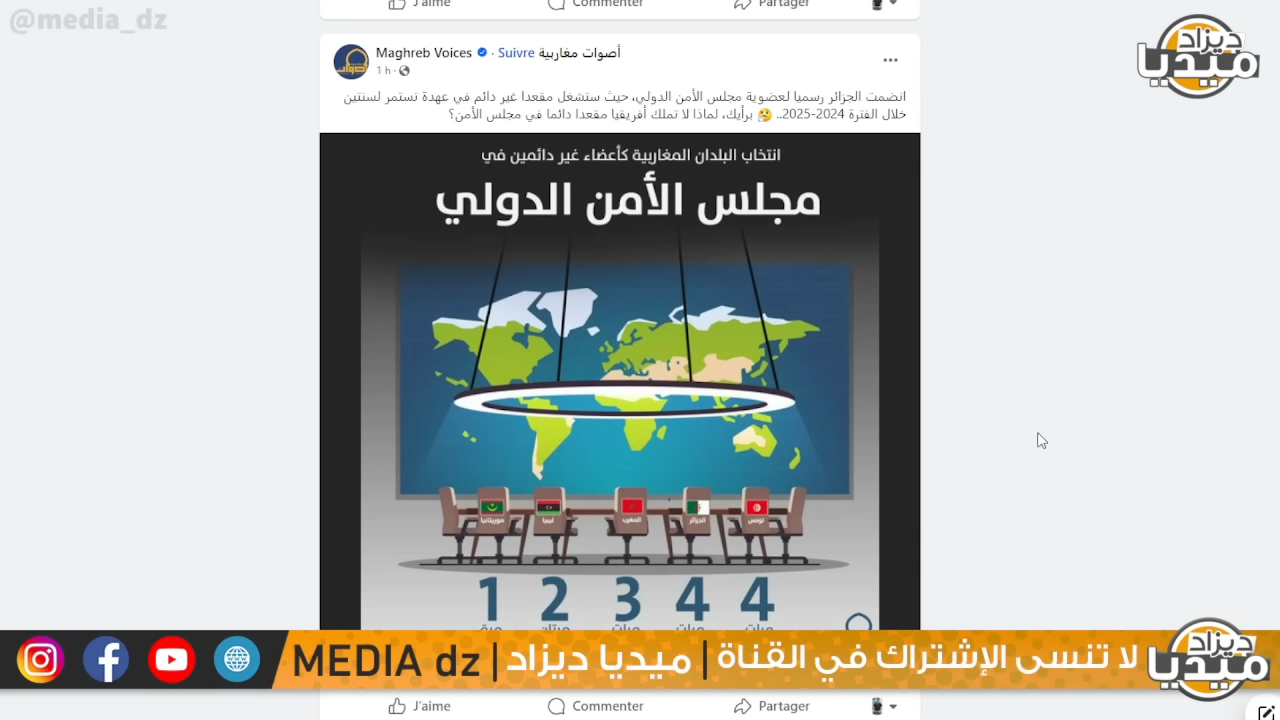 @media_dz
J'aime
Commenter
Partager
ديزاد
ميديا
Maghreb Voices · Suivre أصوات مغاربية
1 h ·
انضمت الجزائر رسميا لعضوية مجلس الأمن الدولي، حيث ستشغل مقعدا غير دائم في عهدة تستمر لسنتين
خلال الفترة 2024-2025.. 🤔 برأيك، لماذا لا تملك أفريقيا مقعدا دائما في مجلس الأمن؟
انتخاب البلدان المغاربية كأعضاء غير دائمين في
مجلس الأمن الدولي
موريتانيا
ليبيا
المغرب
الجزائر
تونس
1 2 3 4 4
MEDIA dz | ميديا ديزاد | لا تنسى الإشتراك في القناة
ديزاد
ميديا
J'aime
Commenter
Partager